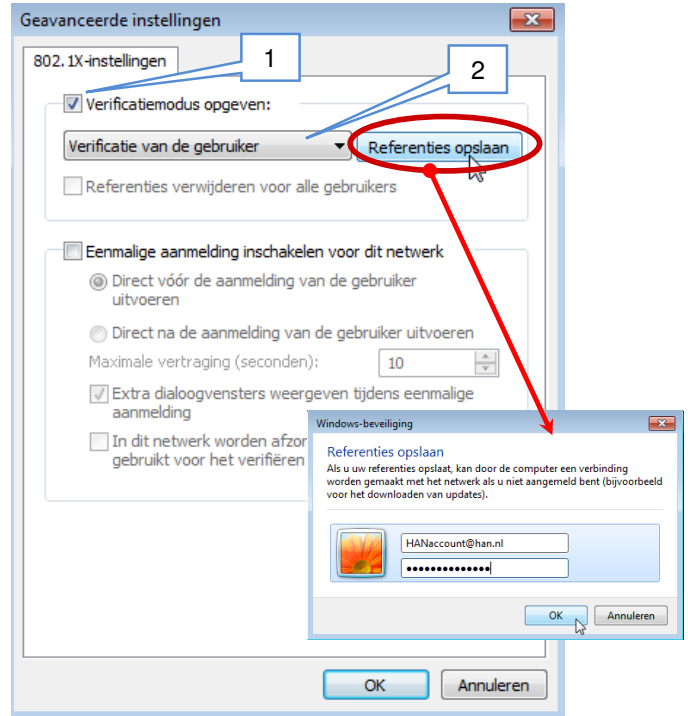 Geavanceerde instellingen
802.1X-instellingen
1
2
Verificatiemodus opgeven:
Verificatie van de gebruiker
Referenties opslaan
Referenties verwijderen voor alle gebruikers
Eenmalige aanmelding inschakelen voor dit netwerk
Direct vóór de aanmelding van de gebruiker
uitvoeren
Direct na de aanmelding van de gebruiker uitvoeren
Maximale vertraging (seconden):
10
Extra dialoogvensters weergeven tijdens eenmalige
aanmelding
In dit netwerk worden afzon
gebruikt voor het verifiëren
Windows-beveiliging
Referenties opslaan
Als u uw referenties opslaat, kan door de computer een verbinding
worden gemaakt met het netwerk als u niet aangemeld bent (bijvoorbeeld
voor het downloaden van updates).
HANaccount@han.nl
●●●●●●●●●●●●●●
OK
Annuleren
OK
Annuleren